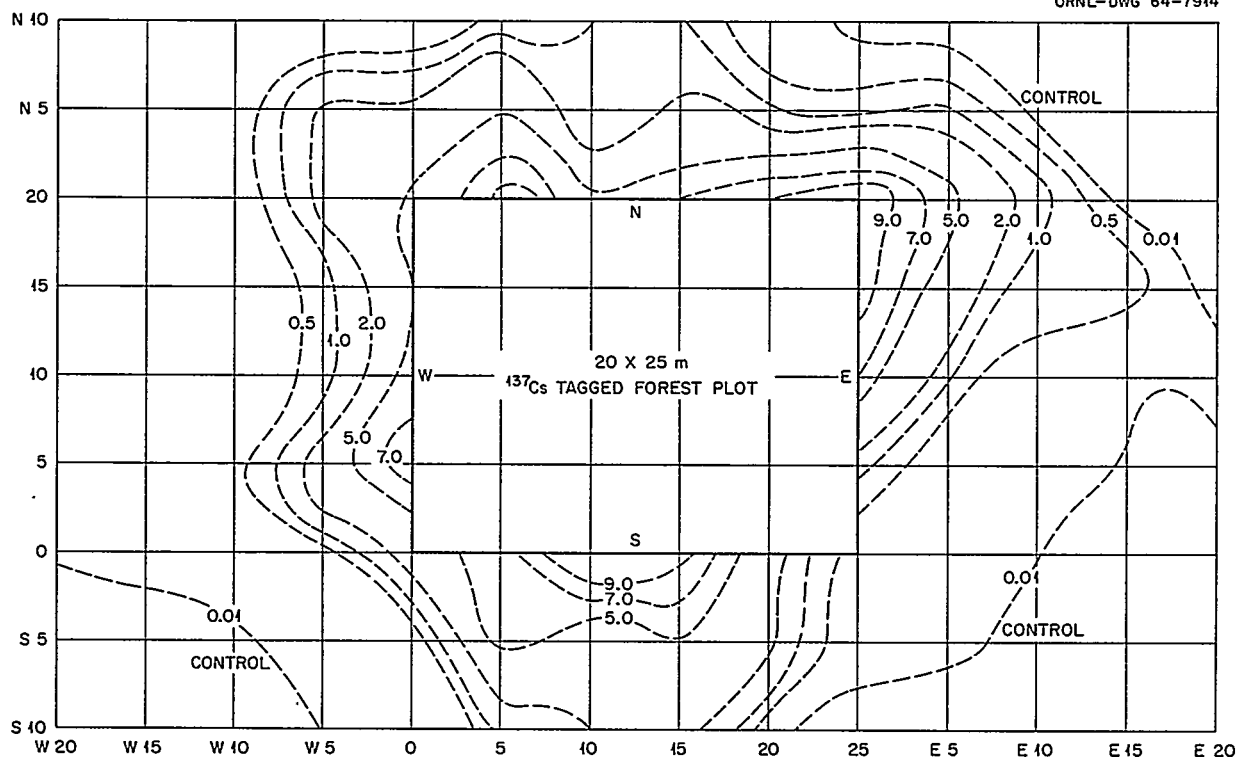 ORNL-DWG 64-7914
N 10
N 5
CONTROL
20
N
9.0 7.0 5.0 2.0 1.0 0.5 0.01
15
0.5 1.0 2.0
20 X 25 m
10 W E
137Cs TAGGED FOREST PLOT
5.0
7.0
5
S
0
9.0
7.0
5.0
0.01
0.01
S 5
CONTROL
CONTROL
S 10
W 20 W 15 W 10 W 5 0 5 10 15 20 25 E 5 E 10 E 15 E 20